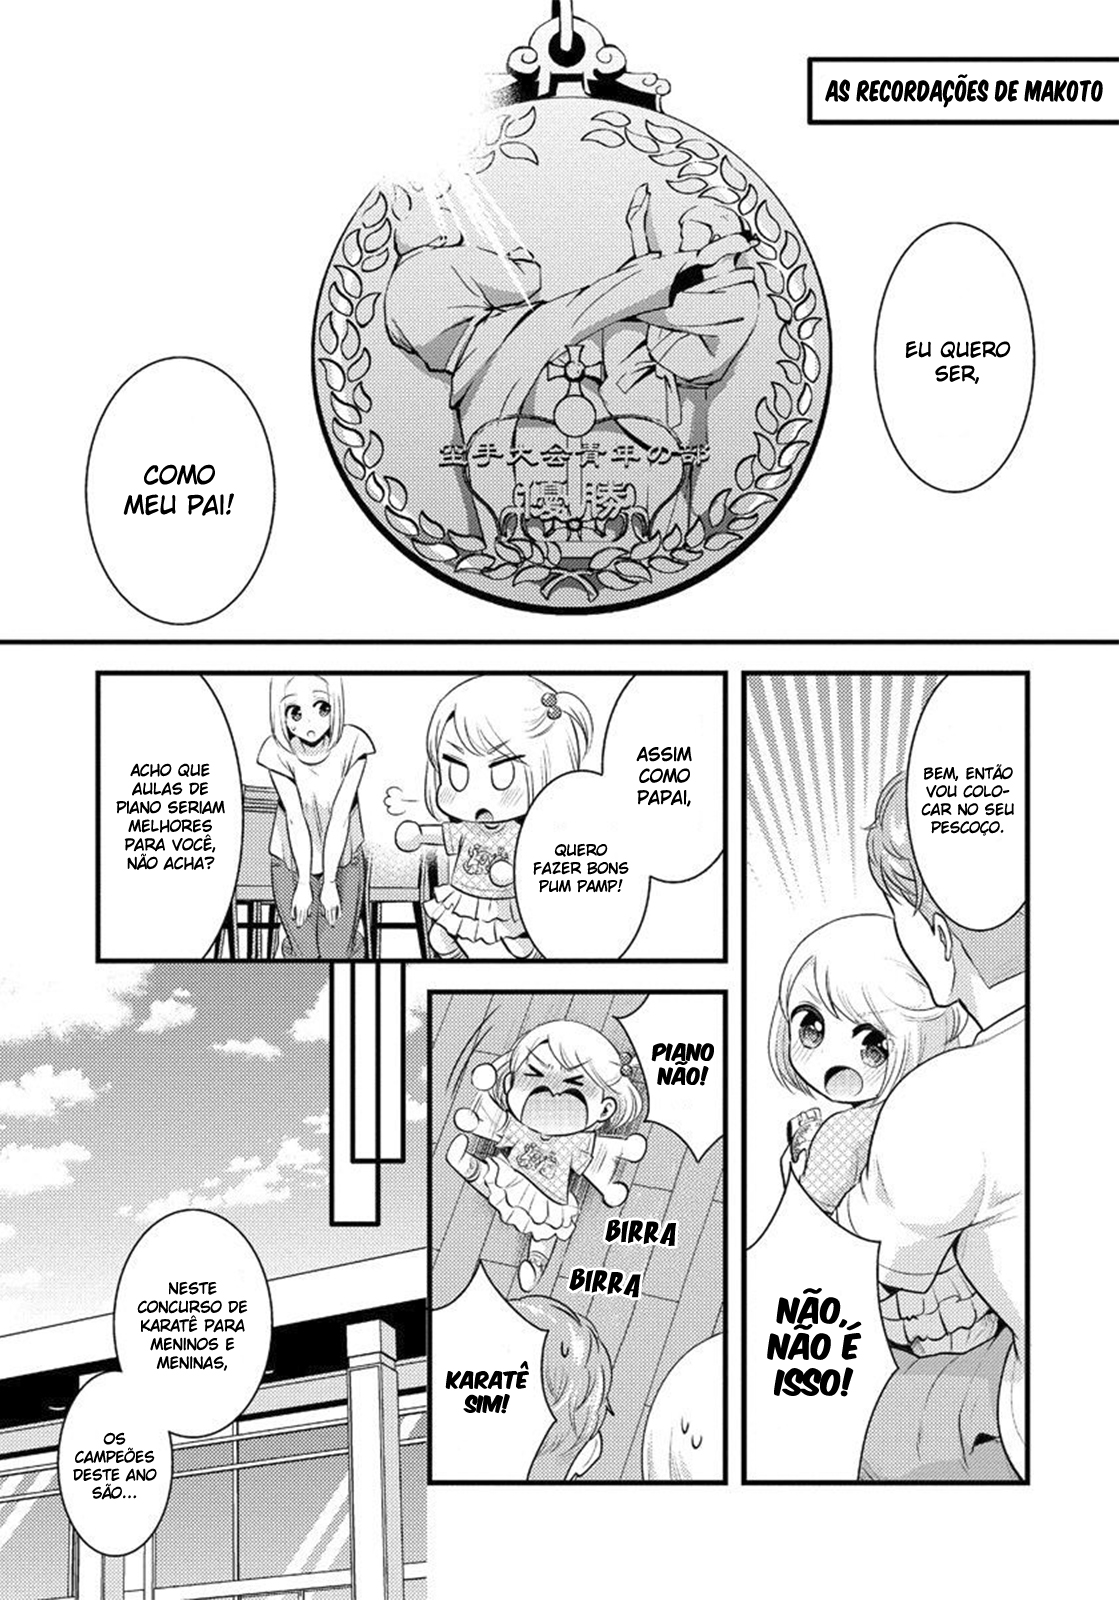 AS RECORDAÇÕES DE MAKOTO
EU QUERO
SER,
COMO
MEU PAI!
空手大会青年の部
優勝
BEM, ENTÃO
VOU COLO-
CAR NO SEU
PESCOÇO.
NÃO,
NÃO É
ISSO!
ASSIM
COMO
PAPAI,
QUERO
FAZER BONS
PUM PAMP!
ACHO QUE
AULAS DE
PIANO SERIAM
MELHORES
PARA VOCÊ,
NÃO ACHA?
PIANO
NÃO!
BIRRA
BIRRA
KARATÊ
SIM!
NESTE
CONCURSO DE
KARATÊ PARA
MENINOS E
MENINAS,
OS
CAMPEÕES
DESTE ANO
SÃO...